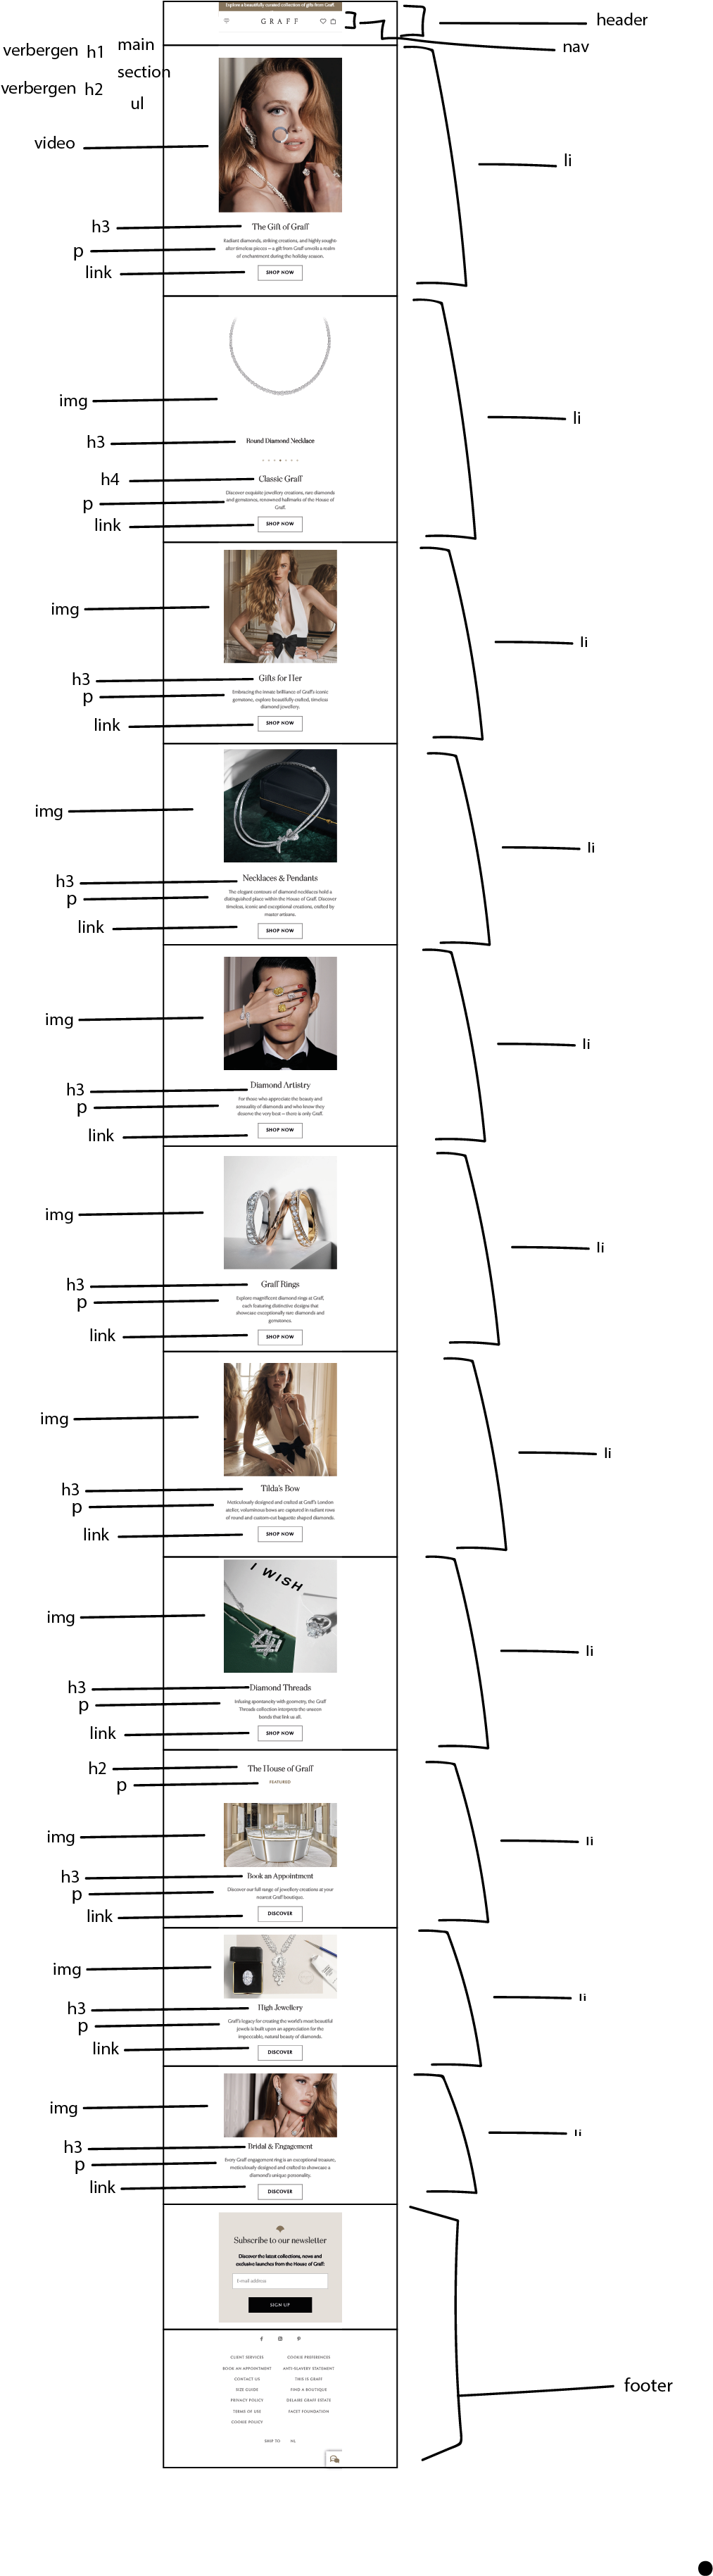 Explore a beautifully curated collection of gifts from Graff
GRAFF
header
nav
verbergen h1 main
section
verbergen h2
ul
video
li
h3
The Gift of Graff
p
Radiant diamonds, striking creations, and highly sought-
after timeless pieces – a gift from Graff unveils a realm
of enchantment during the holiday season.
link
SHOP NOW
img
li
h3
Round Diamond Necklace
h4
Classic Graff
p
Discover exquisite jewellery creations, rare diamonds
and gemstones, renowned hallmarks of the House of
Graff.
link
SHOP NOW
img
li
h3
Gifts for Her
p
Embracing the innate brilliance of Graff's iconic
gemstone, explore beautifully crafted, timeless
diamond jewellery.
link
SHOP NOW
img
li
h3
Necklaces & Pendants
p
The elegant contours of diamond necklaces hold a
distinguished place within the House of Graff. Discover
timeless, iconic and exceptional creations, crafted by
master artisans.
link
SHOP NOW
img
li
h3
Diamond Artistry
p
For those who appreciate the beauty and
sensuality of diamonds and who know they
deserve the very best – there is only Graff.
link
SHOP NOW
img
li
h3
Graff Rings
p
Explore magnificent diamond rings at Graff,
each featuring distinctive designs that
showcase exceptionally rare diamonds and
gemstones.
link
SHOP NOW
img
li
h3
Tilda's Bow
p
Meticulously designed and crafted at Graff's London
atelier, voluminous bows are captured in radiant rows
of round and custom-cut baguette shaped diamonds.
link
SHOP NOW
I WISH
img
li
h3
Diamond Threads
p
Infusing spontaneity with geometry, the Graff
Threads collection interprets the unseen
bonds that link us all.
link
SHOP NOW
h2
The House of Graff
p
FEATURED
img
li
h3
Book an Appointment
p
Discover our full range of jewellery creations at your
nearest Graff boutique.
link
DISCOVER
img
li
h3
High Jewellery
p
Graff's legacy for creating the world's most beautiful
jewels is built upon an appreciation for the
impeccable, natural beauty of diamonds.
link
DISCOVER
img
li
h3
Bridal & Engagement
p
Every Graff engagement ring is an exceptional treasure,
meticulously designed and crafted to showcase a
diamond's unique personality.
link
DISCOVER
Subscribe to our newsletter
Discover the latest collections, news and
exclusive launches from the House of Graff:
E-mail address
SIGN UP
CLIENT SERVICES COOKIE PREFERENCES
BOOK AN APPOINTMENT ANTI-SLAVERY STATEMENT
CONTACT US THIS IS GRAFF
SIZE GUIDE FIND A BOUTIQUE
footer
PRIVACY POLICY DELAIRE GRAFF ESTATE
TERMS OF USE FACET FOUNDATION
COOKIE POLICY
SHIP TO NL